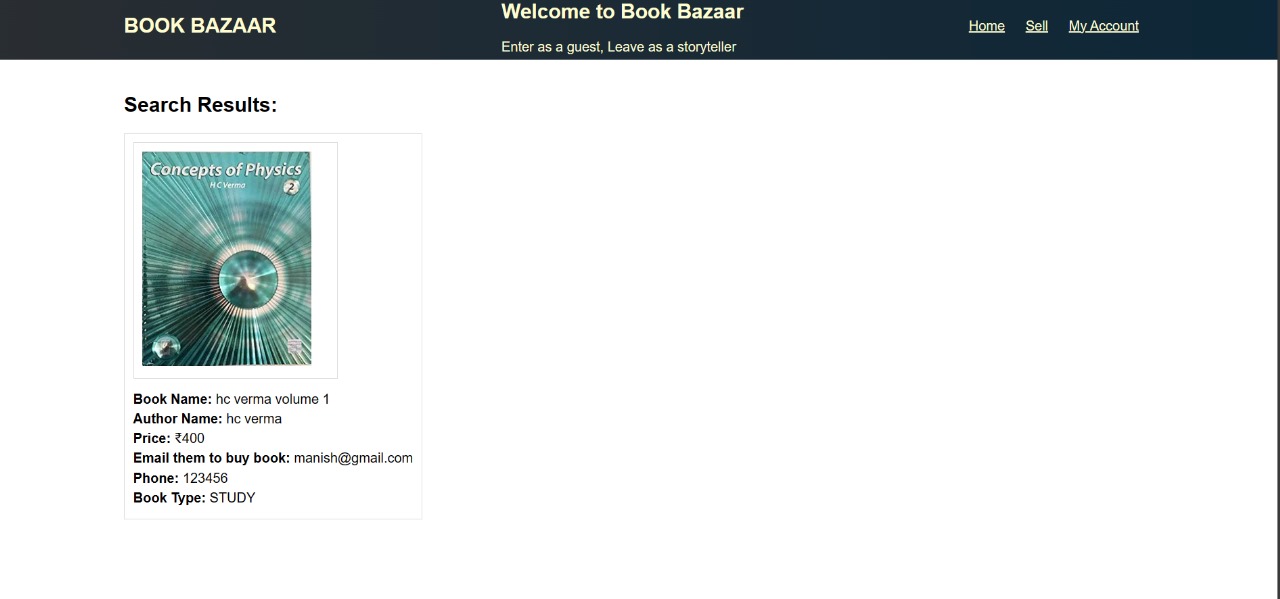 BOOK BAZAAR
Welcome to Book Bazaar
Enter as a guest, Leave as a storyteller
Home Sell My Account
Search Results:
Concepts of Physics
H C Verma
2
Book Name: hc verma volume 1
Author Name: hc verma
Price: ₹400
Email them to buy book: manish@gmail.com
Phone: 123456
Book Type: STUDY